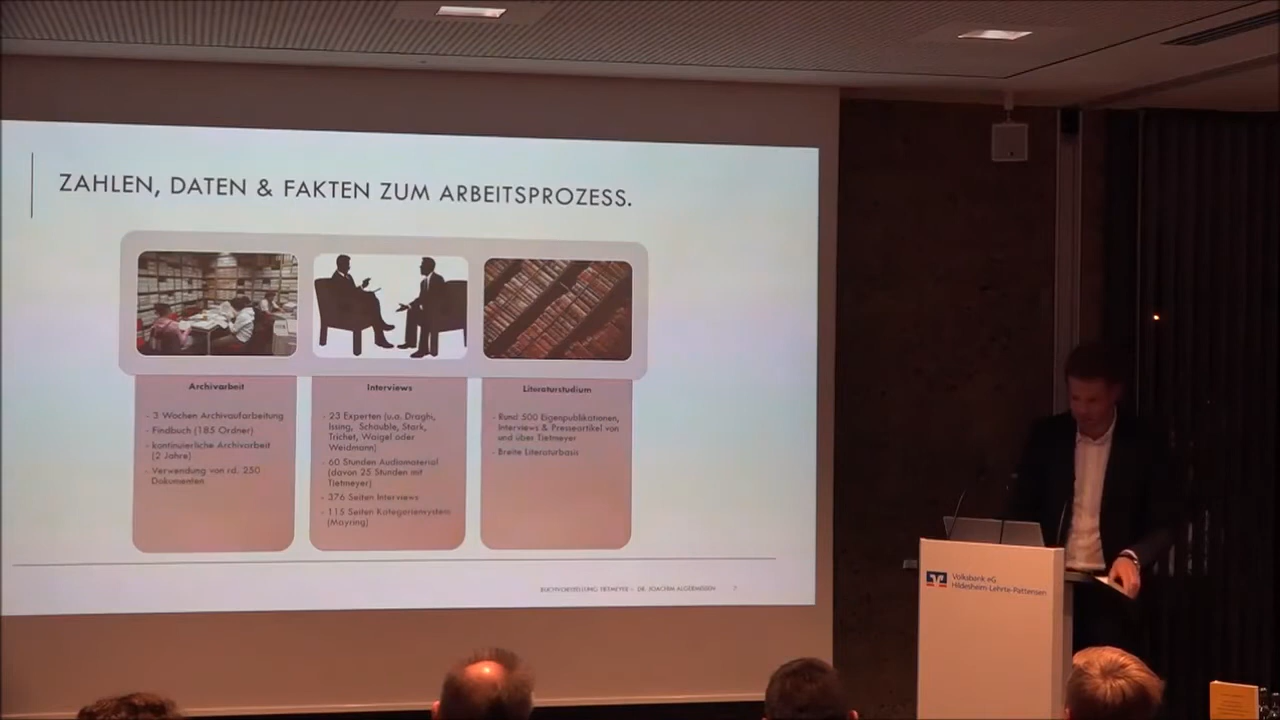 ZAHLEN, DATEN & FAKTEN ZUM ARBEITSPROZESS.
Archivarbeit
- 3 Wochen Archivaufarbeitung
- Findbuch (185 Ordner)
- kontinuierliche Archivarbeit
(2 Jahre)
- Verwendung von rd. 250
Dokumenten
Interviews
- 23 Experten (u.a. Draghi,
Issing, Schäuble, Stark,
Trichet, Waigel oder
Weidmann)
- 60 Stunden Audiomaterial
(davon 25 Stunden mit
Tietmeyer)
- 376 Seiten Interviews
- 115 Seiten Kategoriensystem
(Mayring)
Literaturstudium
- Rund 500 Eigenpublikationen,
Interviews & Presseartikel von
und über Tietmeyer
- Breite Literaturbasis
BUCHVORSTELLUNG TIETMEYER – DR. JOACHIM ALGERMISSEN
Volksbank eG
Hildesheim-Lehrte-Pattensen